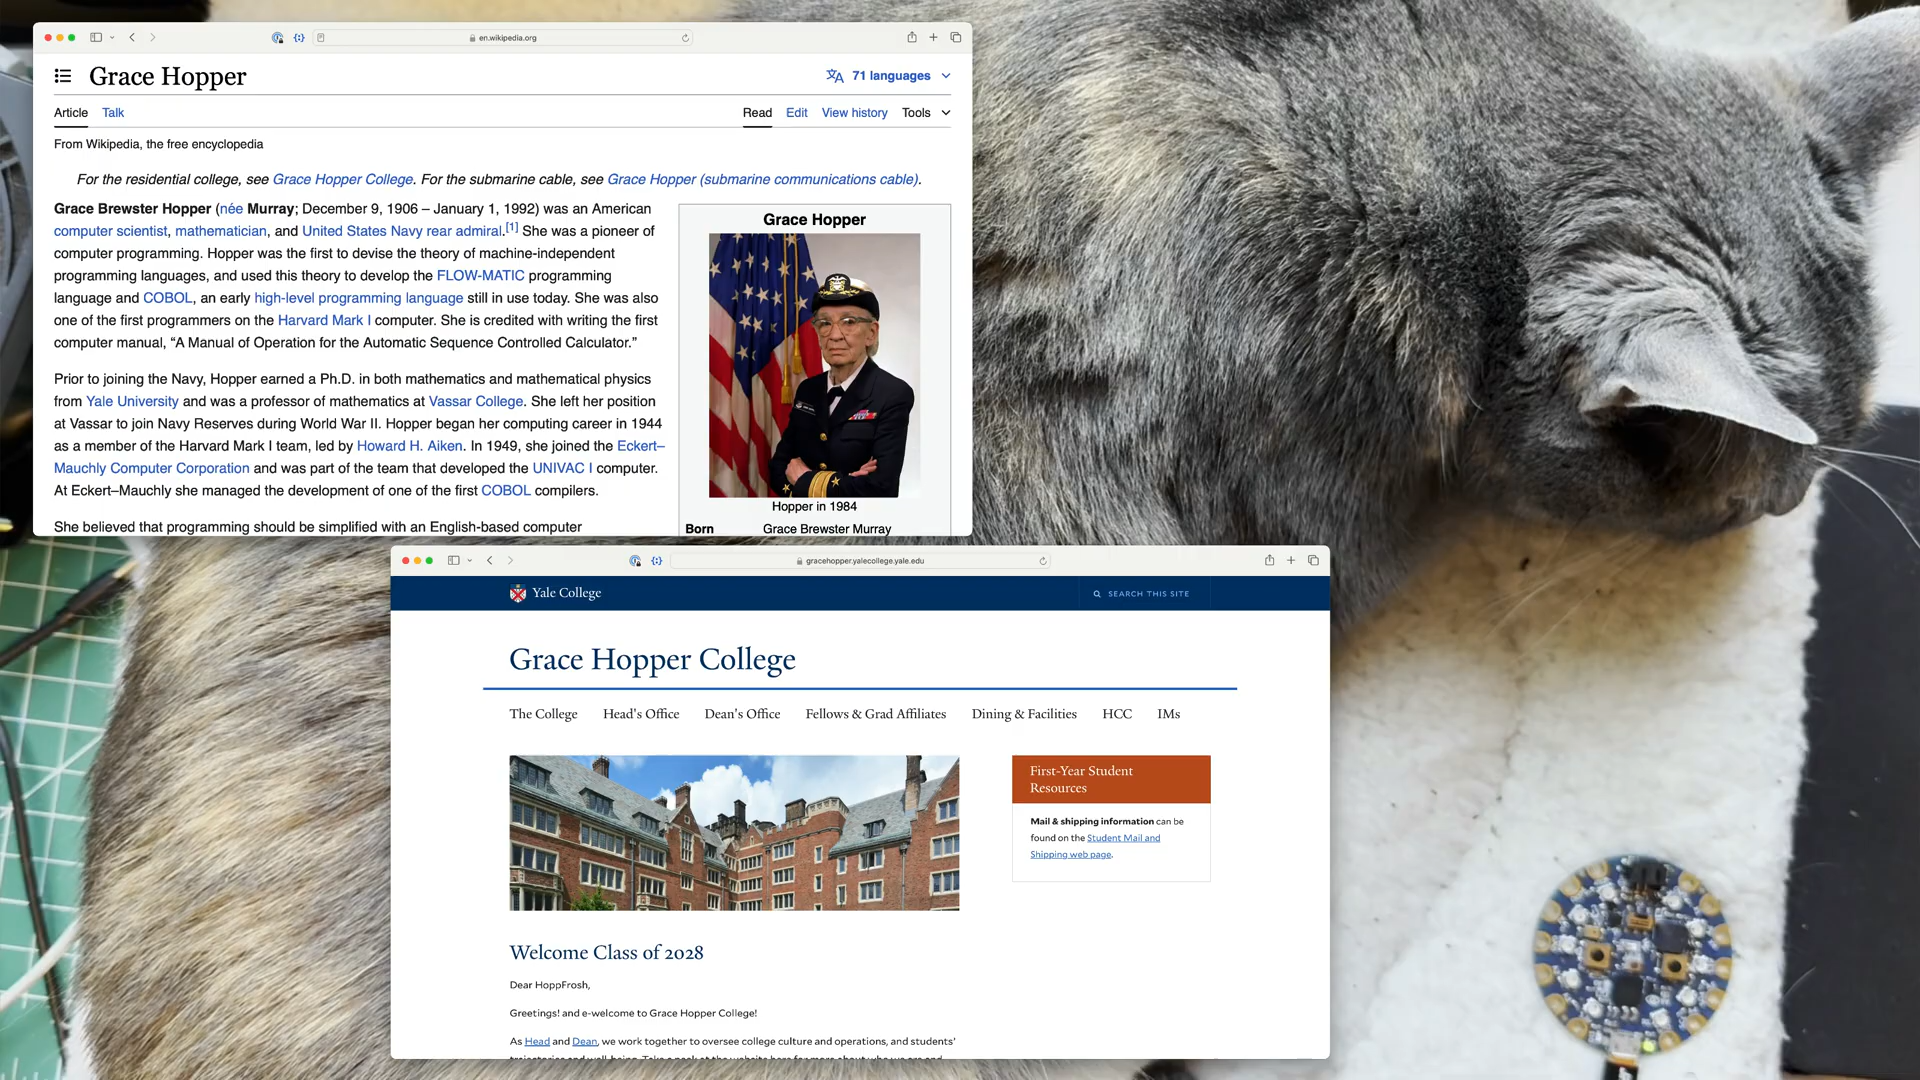 en.wikipedia.org
Grace Hopper
71 languages
Article Talk
Read Edit View history Tools
From Wikipedia, the free encyclopedia
For the residential college, see Grace Hopper College. For the submarine cable, see Grace Hopper (submarine communications cable).
Grace Brewster Hopper (née Murray; December 9, 1906 – January 1, 1992) was an American
computer scientist, mathematician, and United States Navy rear admiral.[1] She was a pioneer of
computer programming. Hopper was the first to devise the theory of machine-independent
programming languages, and used this theory to develop the FLOW-MATIC programming
language and COBOL, an early high-level programming language still in use today. She was also
one of the first programmers on the Harvard Mark I computer. She is credited with writing the first
computer manual, “A Manual of Operation for the Automatic Sequence Controlled Calculator.”
Prior to joining the Navy, Hopper earned a Ph.D. in both mathematics and mathematical physics
from Yale University and was a professor of mathematics at Vassar College. She left her position
at Vassar to join Navy Reserves during World War II. Hopper began her computing career in 1944
as a member of the Harvard Mark I team, led by Howard H. Aiken. In 1949, she joined the Eckert–
Mauchly Computer Corporation and was part of the team that developed the UNIVAC I computer.
At Eckert–Mauchly she managed the development of one of the first COBOL compilers.
She believed that programming should be simplified with an English-based computer
Grace Hopper
Hopper in 1984
Born Grace Brewster Murray
gracehopper.yalecollege.yale.edu
Yale College
SEARCH THIS SITE
Grace Hopper College
The College Head's Office Dean's Office Fellows & Grad Affiliates Dining & Facilities HCC IMs
First-Year Student
Resources
Mail & shipping information can be
found on the Student Mail and
Shipping web page.
Welcome Class of 2028
Dear HoppFrosh,
Greetings! and e-welcome to Grace Hopper College!
As Head and Dean, we work together to oversee college culture and operations, and students’